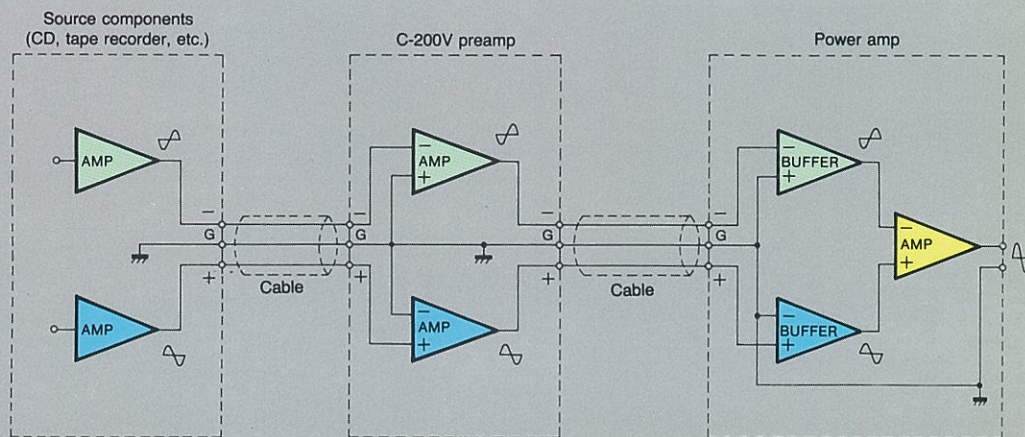 Source components
(CD, tape recorder, etc.)
C-200V preamp
Power amp
AMP
−
AMP
+
−
BUFFER
+
−
G
+
−
G
+
−
G
+
−
G
+
−
AMP
+
Cable
Cable
AMP
−
AMP
+
−
BUFFER
+